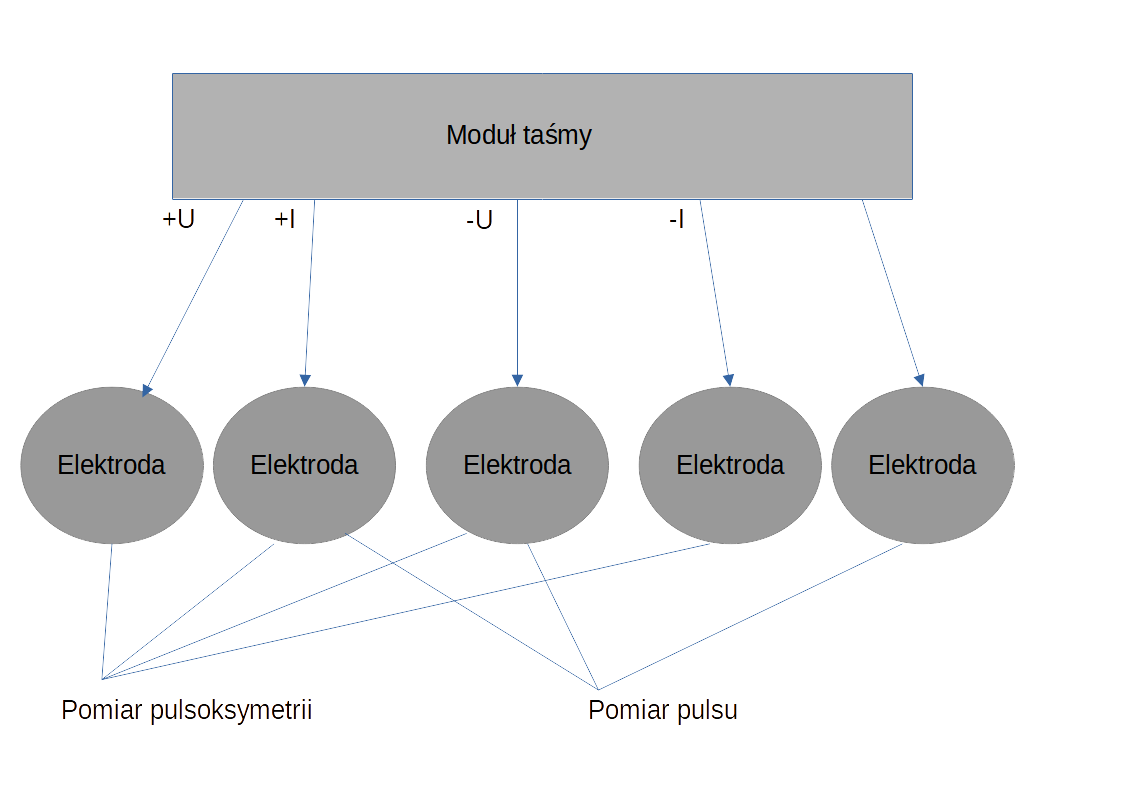 Moduł taśmy
+U
+I
-U
-I
Elektroda
Elektroda
Elektroda
Elektroda
Elektroda
Pomiar pulsoksymetrii
Pomiar pulsu